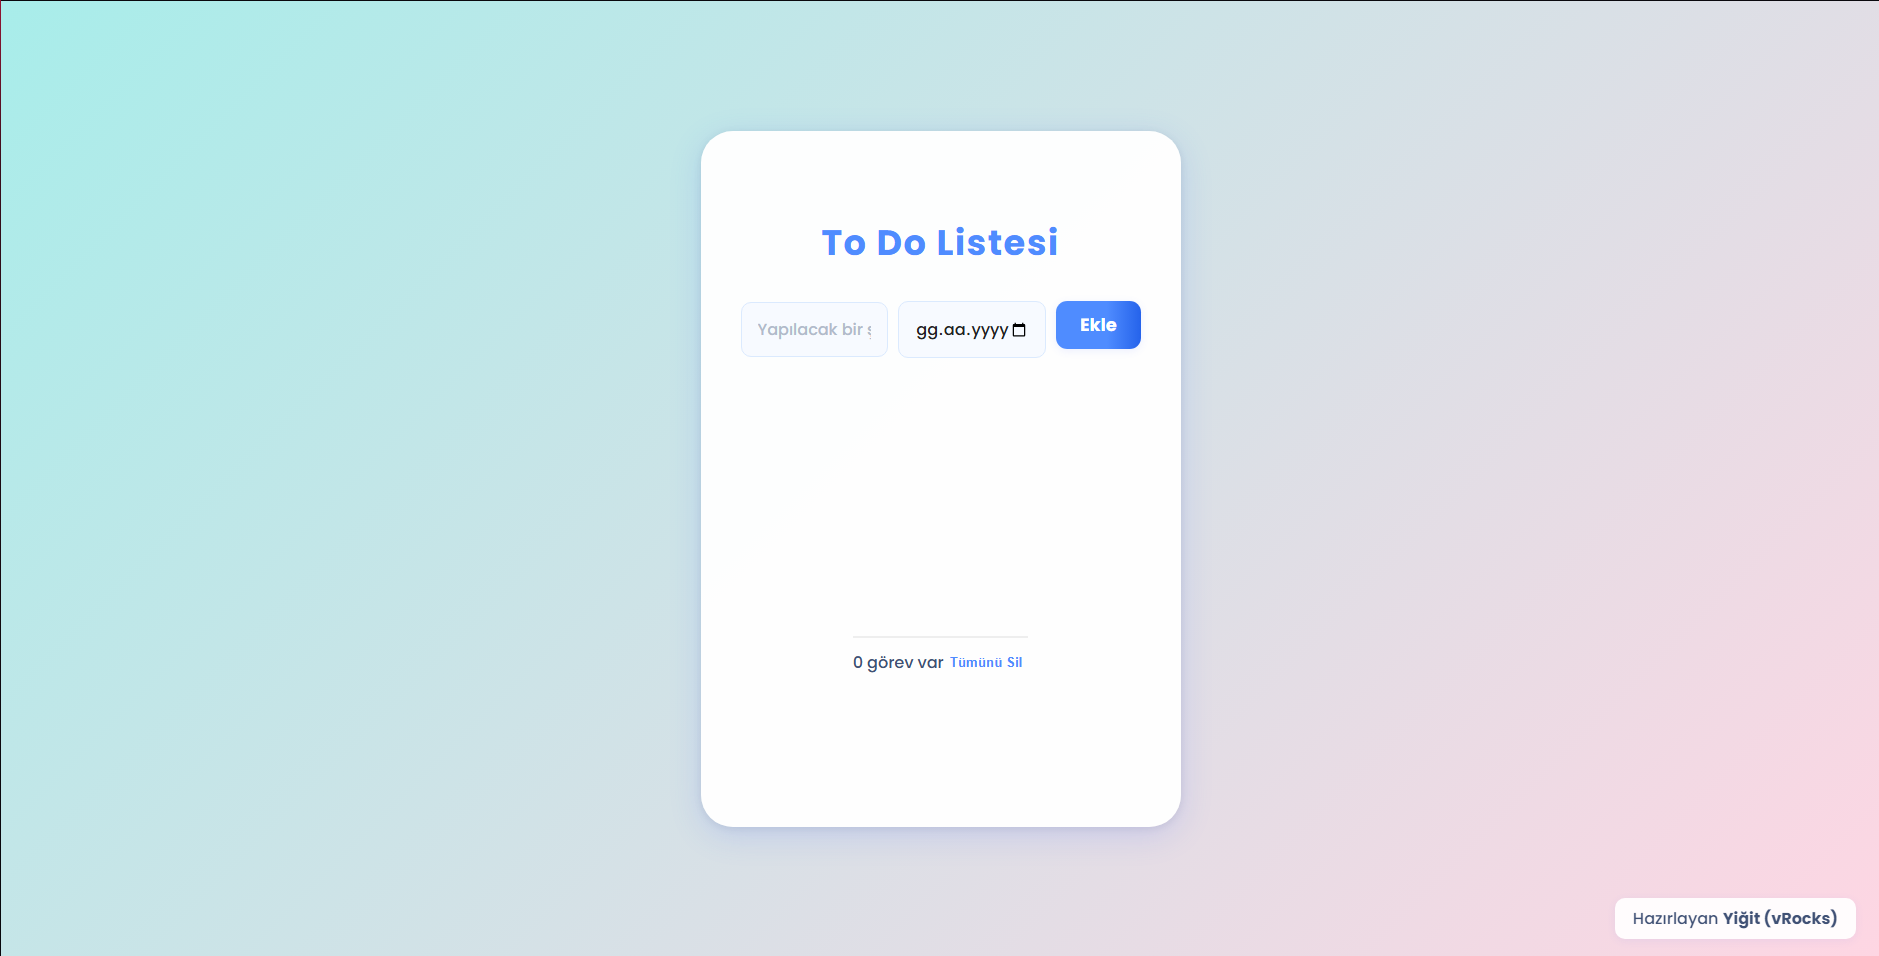 To Do Listesi
Yapılacak bir
gg.aa.yyyy
Ekle
0 görev var Tümünü Sil
Hazırlayan Yiğit (vRocks)